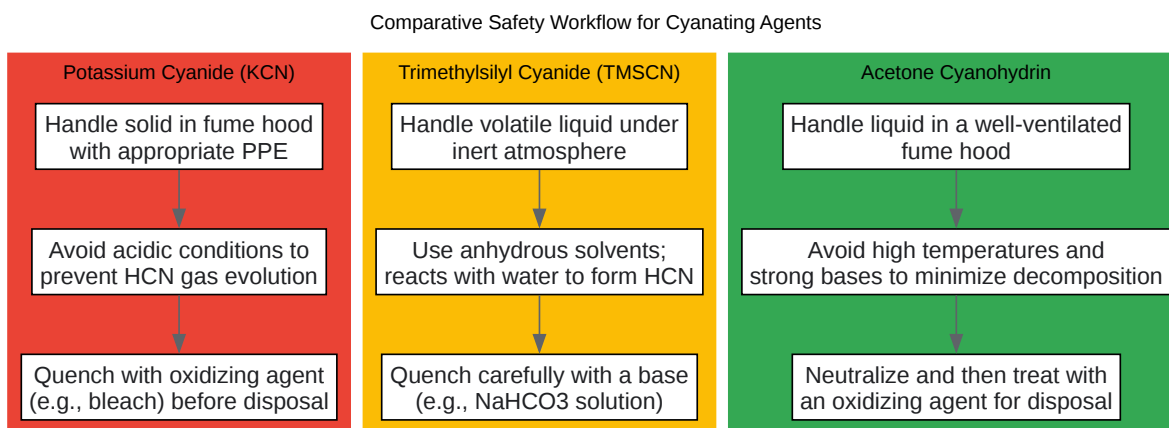 Comparative Safety Workflow for Cyanating Agents
Potassium Cyanide (KCN)
Handle solid in fume hood
with appropriate PPE
Avoid acidic conditions to
prevent HCN gas evolution
Quench with oxidizing agent
(e.g., bleach) before disposal
Trimethylsilyl Cyanide (TMSCN)
Handle volatile liquid under
inert atmosphere
Use anhydrous solvents;
reacts with water to form HCN
Quench carefully with a base
(e.g., NaHCO3 solution)
Acetone Cyanohydrin
Handle liquid in a well-ventilated
fume hood
Avoid high temperatures and
strong bases to minimize decomposition
Neutralize and then treat with
an oxidizing agent for disposal